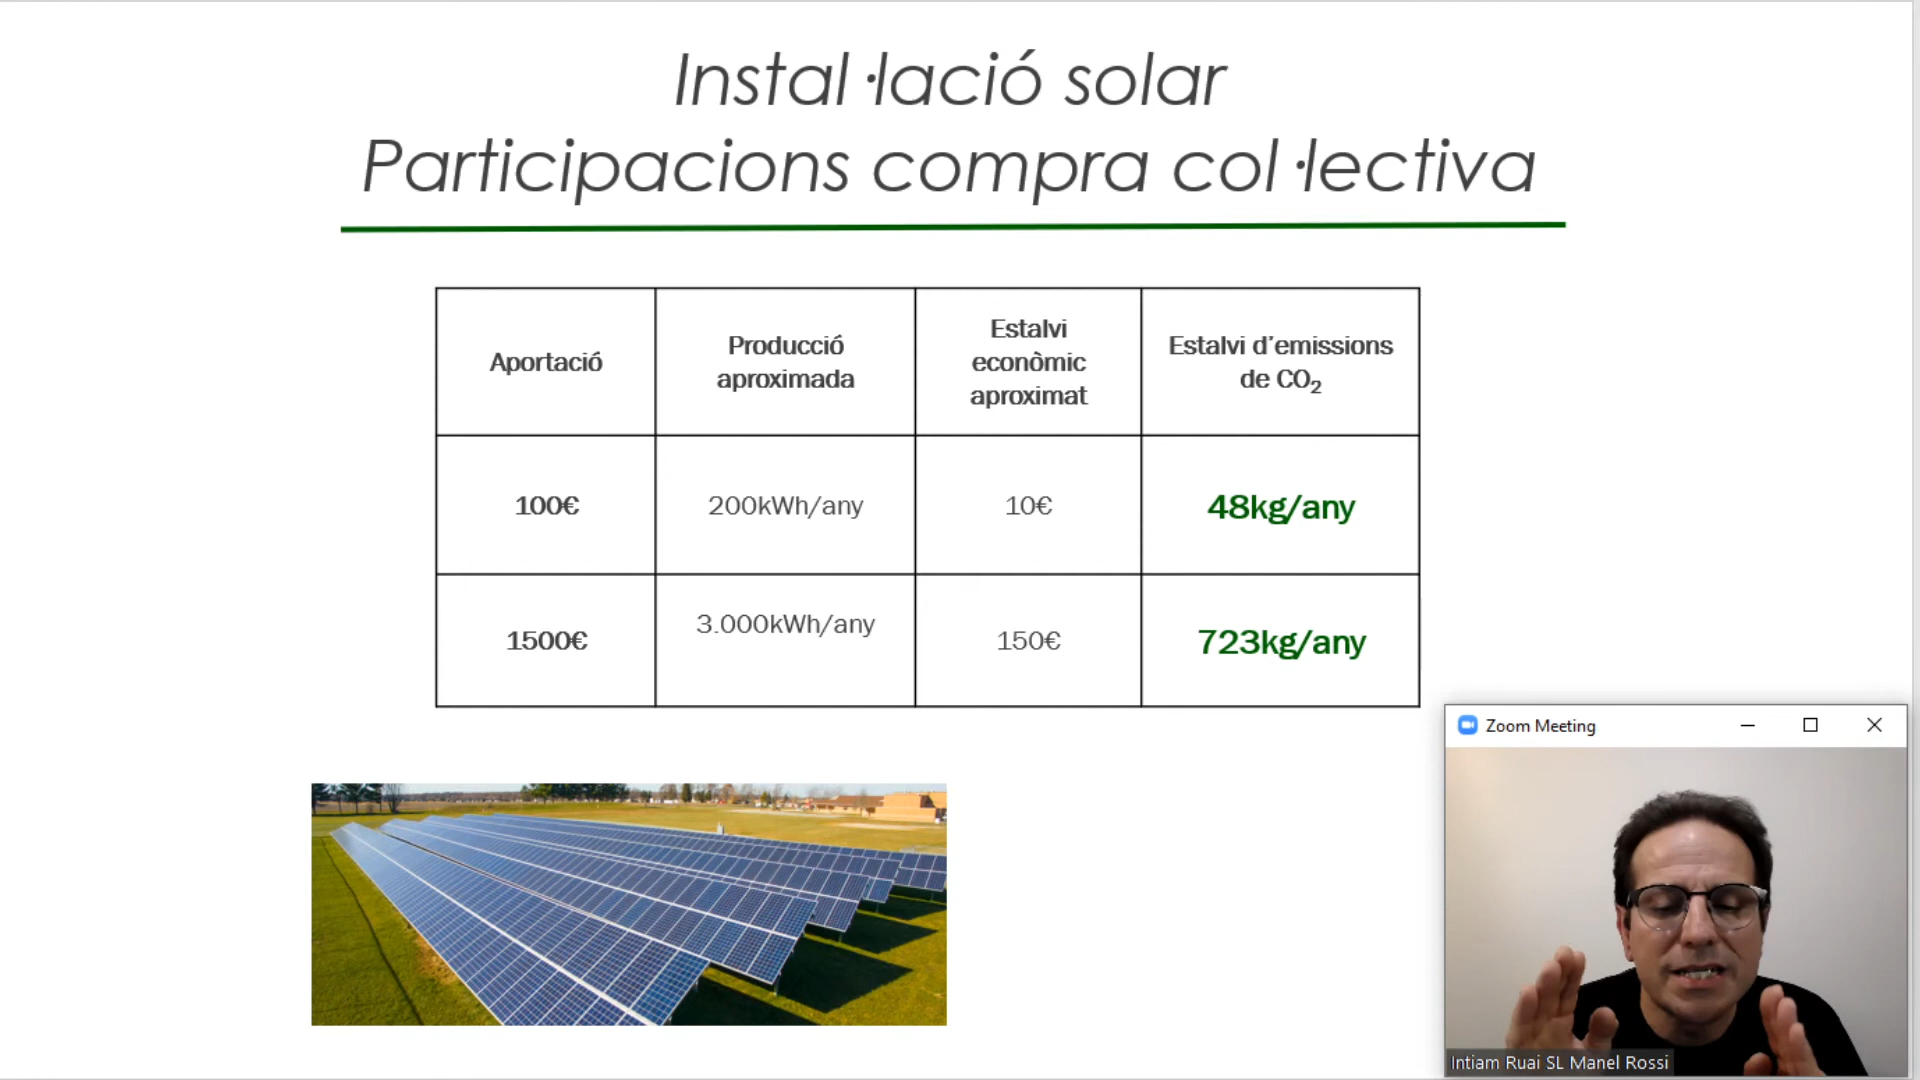 Instal·lació solar
Participacions compra col·lectiva
Aportació
Producció
aproximada
Estalvi
econòmic
aproximat
Estalvi d'emissions
de CO₂
100€
200kWh/any
10€
48kg/any
1500€
3.000kWh/any
150€
723kg/any
Zoom Meeting
Intiam Ruai SL Manel Rossi